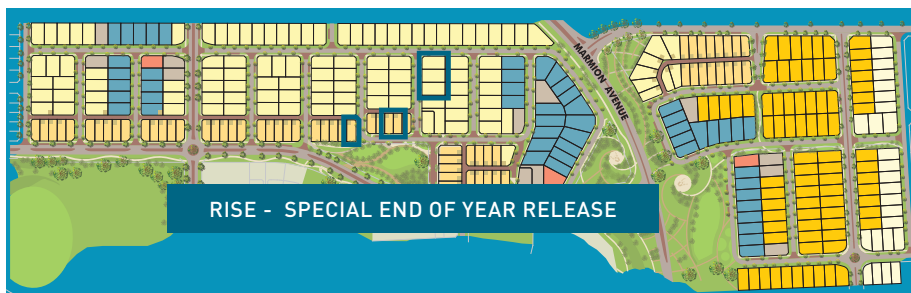 MARMION AVENUE
RISE - SPECIAL END OF YEAR RELEASE